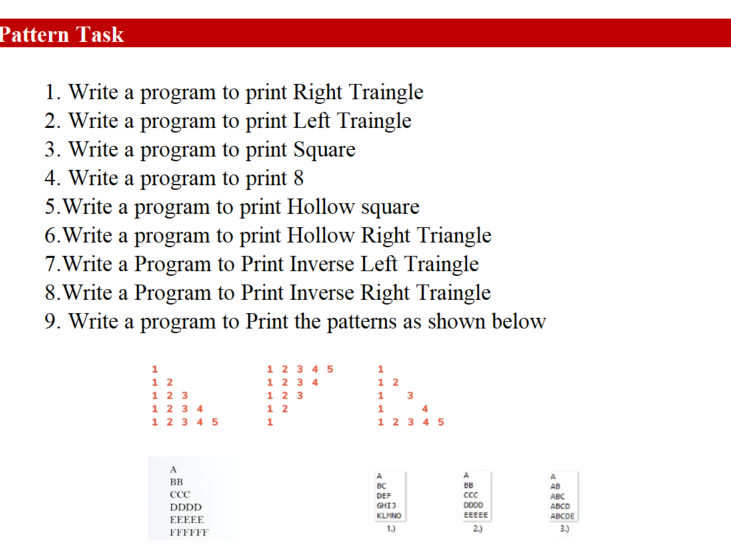 Pattern Task
1. Write a program to print Right Traingle
2. Write a program to print Left Traingle
3. Write a program to print Square
4. Write a program to print 8
5.Write a program to print Hollow square
6.Write a program to print Hollow Right Triangle
7.Write a Program to Print Inverse Left Traingle
8.Write a Program to Print Inverse Right Traingle
9. Write a program to Print the patterns as shown below
1
1 2
1 2 3
1 2 3 4
1 2 3 4 5
1 2 3 4 5
1 2 3 4
1 2 3
1 2
1
1
1 2
1 3
1 4
1 2 3 4 5
A
BB
CCC
DDDD
EEEEE
FFFFFF
A
BC
DEF
GHIJ
KLMNO
1.)
A
BB
CCC
DDDD
EEEEE
2.)
A
AB
ABC
ABCD
ABCDE
3.)